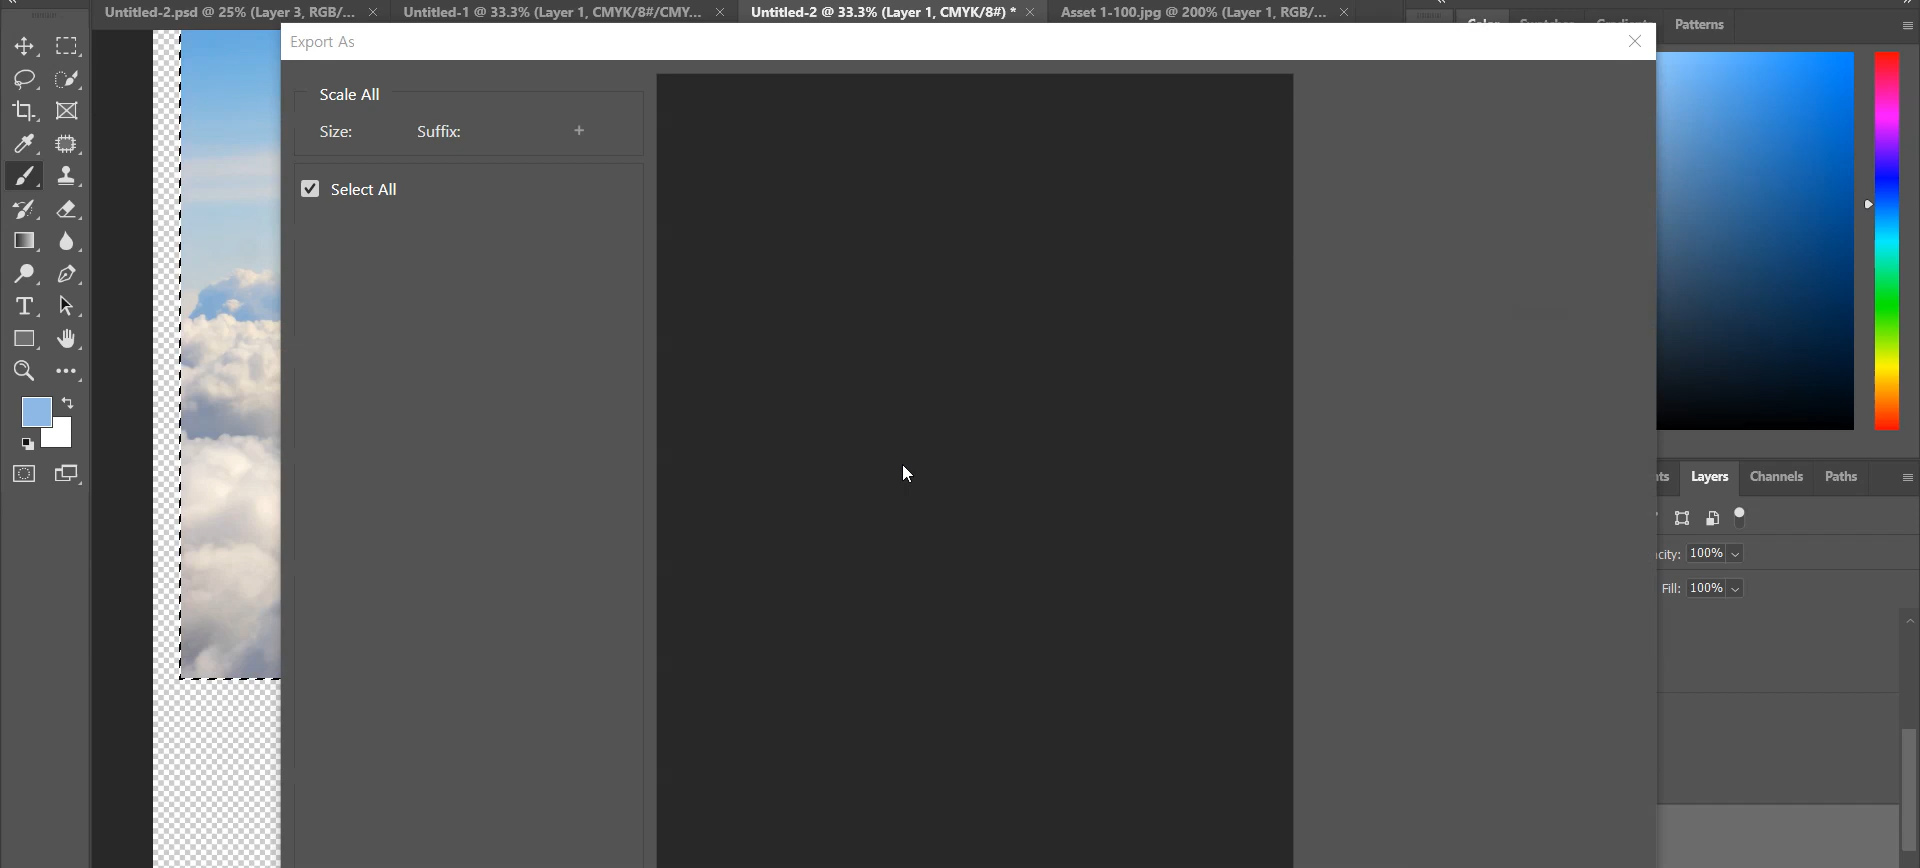 Untitled-2.psd @ 25% (Layer 3, RGB/... Untitled-1 @ 33.3% (Layer 1, CMYK/8#/CMY... Untitled-2 @ 33.3% (Layer 1, CMYK/8#) * Asset 1-100.jpg @ 200% (Layer 1, RGB/...
Patterns
Export As
Scale All
Size: Suffix: +
Select All
Layers Channels Paths
100%
Fill: 100%